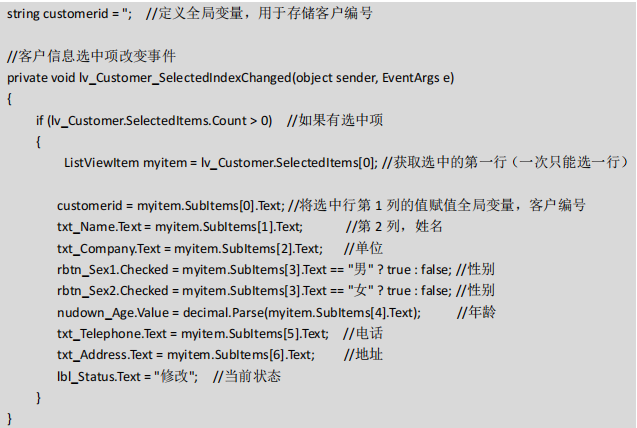 string customerid = ''; //定义全局变量，用于存储客户编号
//客户信息选中项改变事件
private void lv_Customer_SelectedIndexChanged(object sender, EventArgs e)
{
if (lv_Customer.SelectedItems.Count > 0) //如果有选中项
{
ListViewItem myitem = lv_Customer.SelectedItems[0]; //获取选中的第一行（一次只能选一行）
customerid = myitem.SubItems[0].Text; //将选中行第 1 列的值赋值全局变量，客户编号
txt_Name.Text = myitem.SubItems[1].Text; //第 2 列，姓名
txt_Company.Text = myitem.SubItems[2].Text; //单位
rbtn_Sex1.Checked = myitem.SubItems[3].Text == "男" ? true : false; //性别
rbtn_Sex2.Checked = myitem.SubItems[3].Text == "女" ? true : false; //性别
nudown_Age.Value = decimal.Parse(myitem.SubItems[4].Text); //年龄
txt_Telephone.Text = myitem.SubItems[5].Text; //电话
txt_Address.Text = myitem.SubItems[6].Text; //地址
lbl_Status.Text = "修改"; //当前状态
}
}